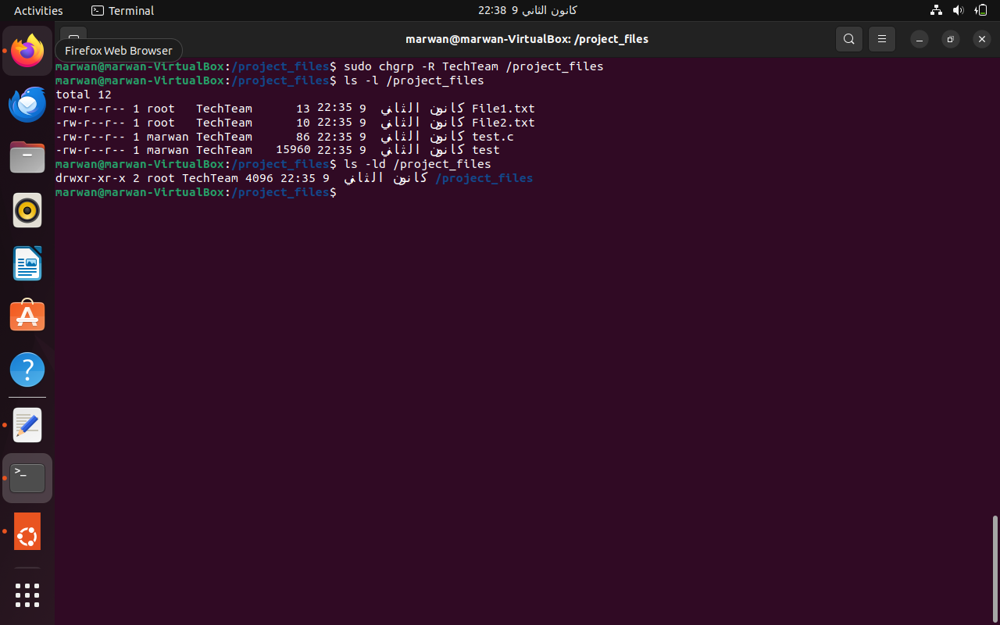 Activities
Terminal
كانون الثاني 9 22:38
marwan@marwan-VirtualBox: /project_files
Firefox Web Browser
marwan@marwan-VirtualBox:/project_files$ sudo chgrp -R TechTeam /project_files
marwan@marwan-VirtualBox:/project_files$ ls -l /project_files
total 12
-rw-r--r-- 1 root   TechTeam    13 22:35 9  كانون الثاني File1.txt
-rw-r--r-- 1 root   TechTeam    10 22:35 9  كانون الثاني File2.txt
-rw-r--r-- 1 marwan TechTeam    86 22:35 9  كانون الثاني test.c
-rw-r--r-- 1 marwan TechTeam 15960 22:35 9  كانون الثاني test
marwan@marwan-VirtualBox:/project_files$ ls -ld /project_files
drwxr-xr-x 2 root TechTeam 4096 22:35 9  كانون الثاني /project_files
marwan@marwan-VirtualBox:/project_files$